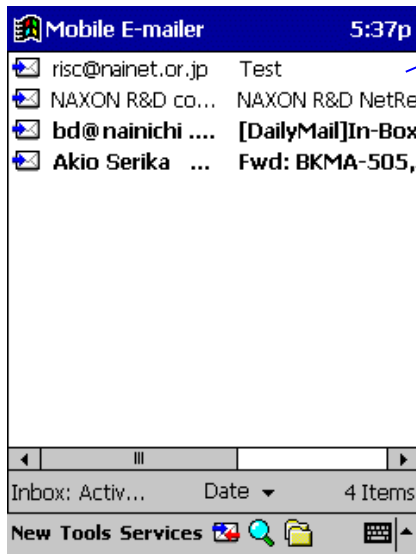 Mobile E-mailer 5:37p
risc@nainet.or.jp Test
NAXON R&D co... NAXON R&D NetRe
bd@nainichi .... [DailyMail]In-Box
Akio Serika ... Fwd: BKMA-505,
Inbox: Activ... Date 4 Items
New Tools Services